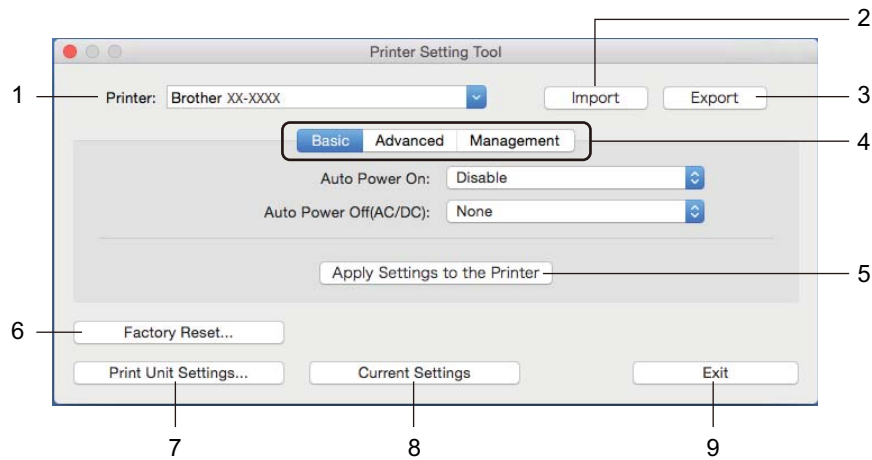 2
Printer Setting Tool
1 Printer: Brother XX-XXXX Import Export 3
Basic Advanced Management 4
Auto Power On: Disable
Auto Power Off(AC/DC): None
Apply Settings to the Printer 5
6 Factory Reset...
Print Unit Settings... Current Settings Exit
7 8 9